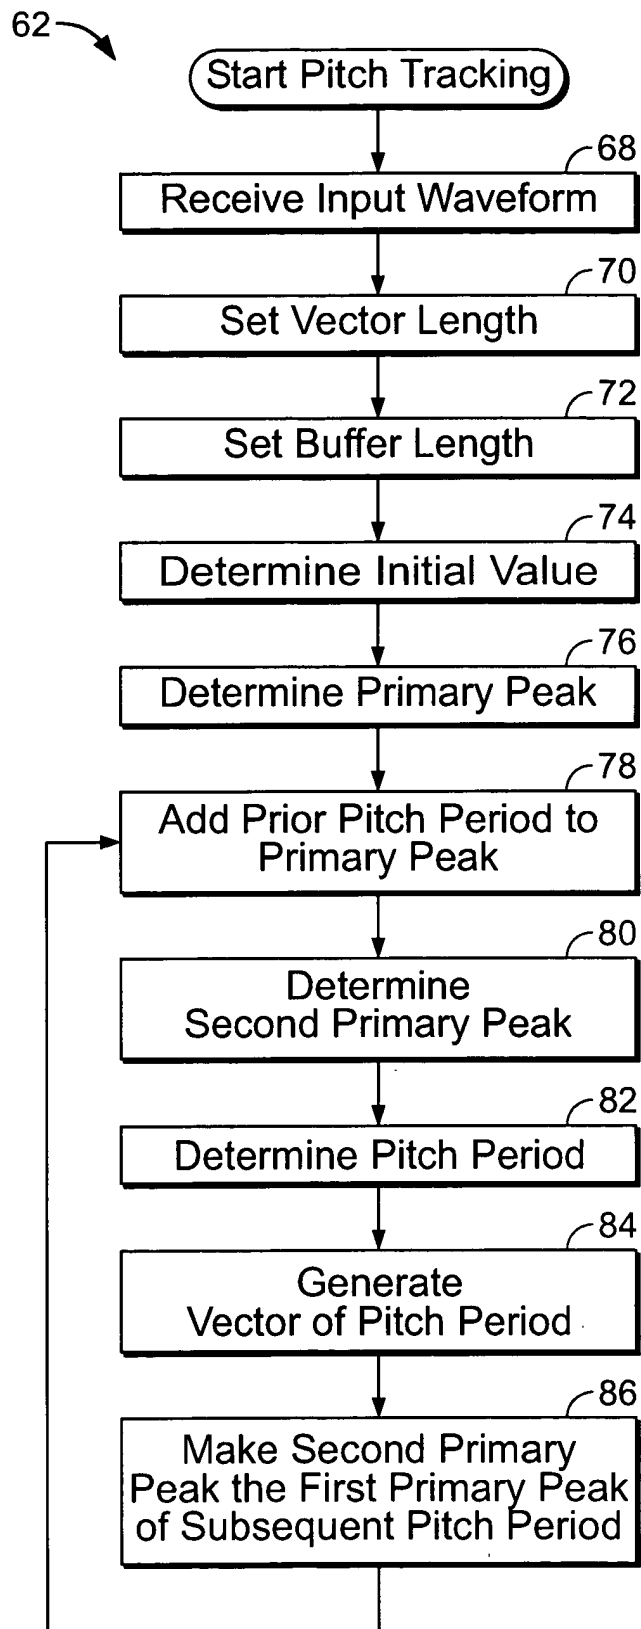 62
Start Pitch Tracking
68
Receive Input Waveform
70
Set Vector Length
72
Set Buffer Length
74
Determine Initial Value
76
Determine Primary Peak
78
Add Prior Pitch Period to
Primary Peak
80
Determine
Second Primary Peak
82
Determine Pitch Period
84
Generate
Vector of Pitch Period
86
Make Second Primary
Peak the First Primary Peak
of Subsequent Pitch Period